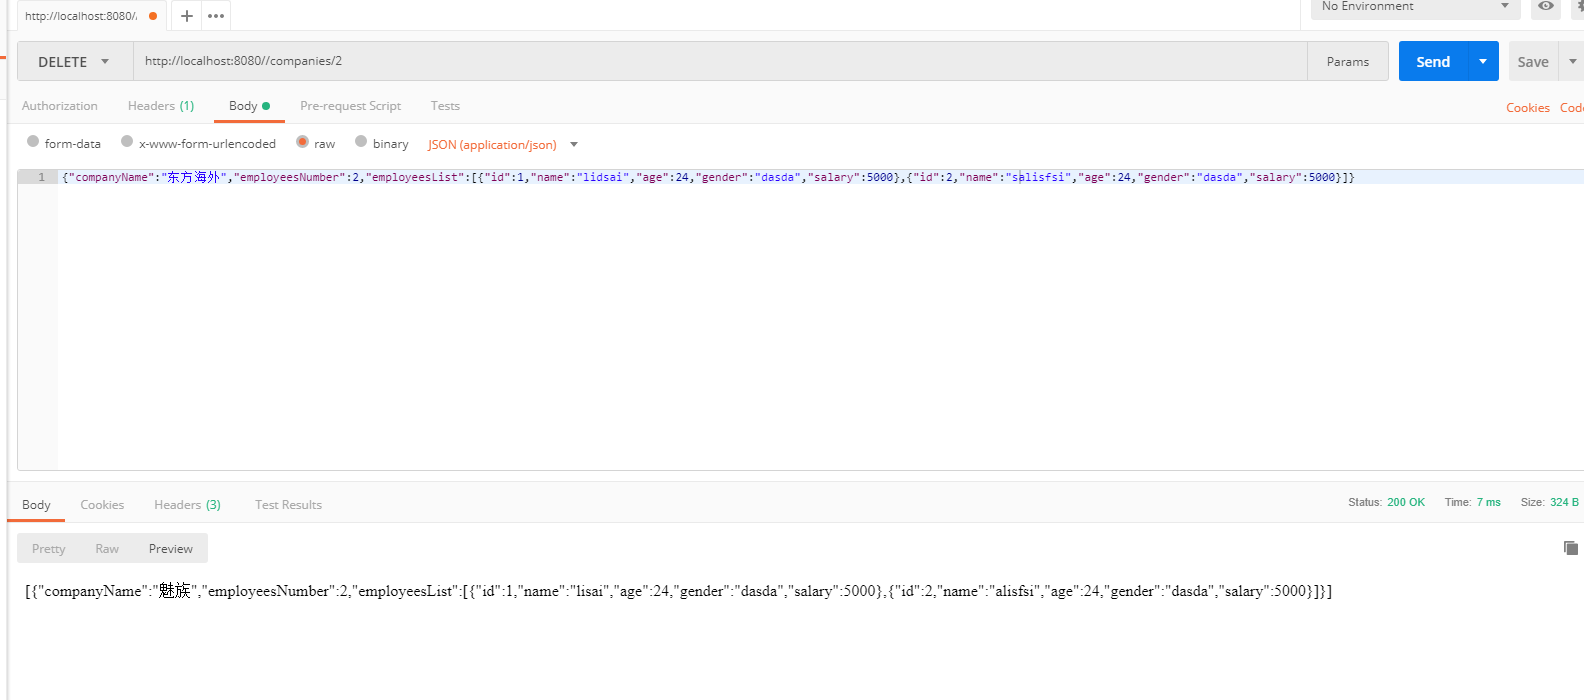 http://localhost:8080/
No Environment
DELETE
http://localhost:8080//companies/2
Params
Send
Save
Authorization
Headers (1)
Body
Pre-request Script
Tests
Cookies
Code
form-data
x-www-form-urlencoded
raw
binary
JSON (application/json)
1
{"companyName":"东方海外","employeesNumber":2,"employeesList":[{"id":1,"name":"lidsai","age":24,"gender":"dasda","salary":5000},{"id":2,"name":"salisfsi","age":24,"gender":"dasda","salary":5000}]}
Body
Cookies
Headers (3)
Test Results
Status: 200 OK
Time: 7 ms
Size: 324 B
Pretty
Raw
Preview
[{"companyName":"魅族","employeesNumber":2,"employeesList":[{"id":1,"name":"lisai","age":24,"gender":"dasda","salary":5000},{"id":2,"name":"alisfsi","age":24,"gender":"dasda","salary":5000}]}]